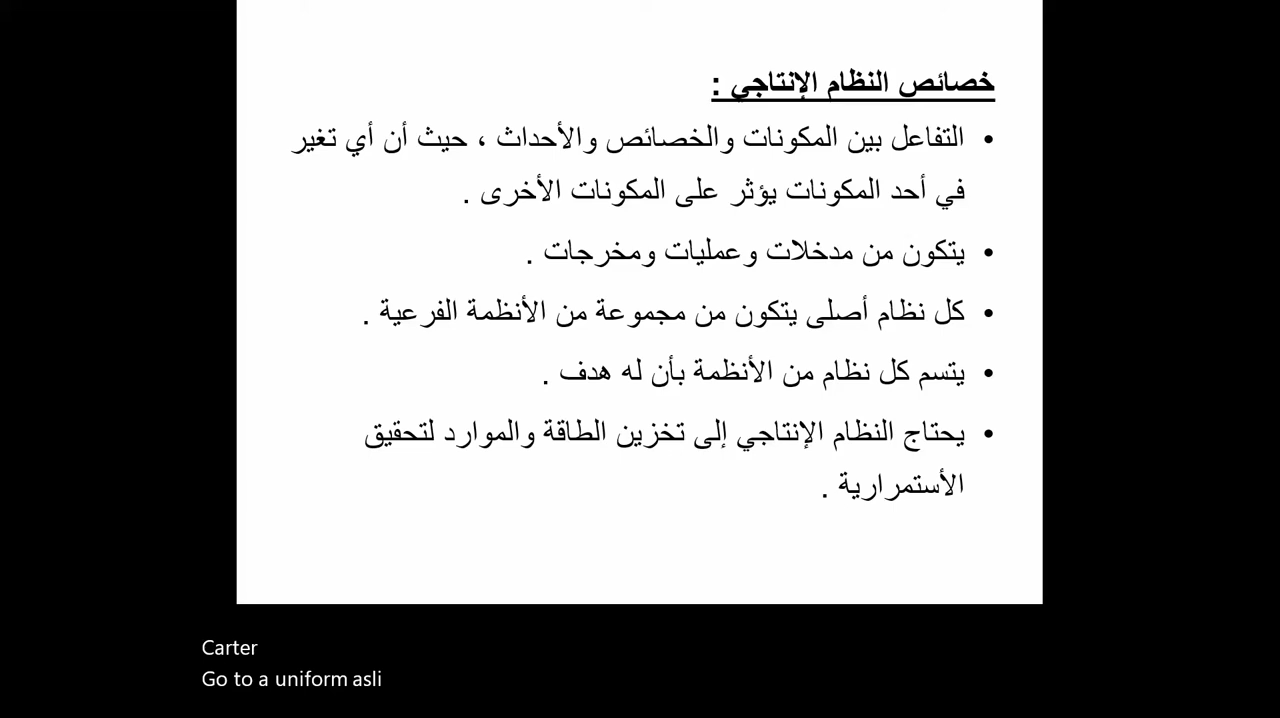 خصائص النظام الإنتاجي :
• التفاعل بين المكونات والخصائص والأحداث ، حيث أن أي تغير
في أحد المكونات يؤثر على المكونات الأخرى .
• يتكون من مدخلات وعمليات ومخرجات .
• كل نظام أصلى يتكون من مجموعة من الأنظمة الفرعية .
• يتسم كل نظام من الأنظمة بأن له هدف .
• يحتاج النظام الإنتاجي إلى تخزين الطاقة والموارد لتحقيق
الأستمرارية .
Carter
Go to a uniform asli